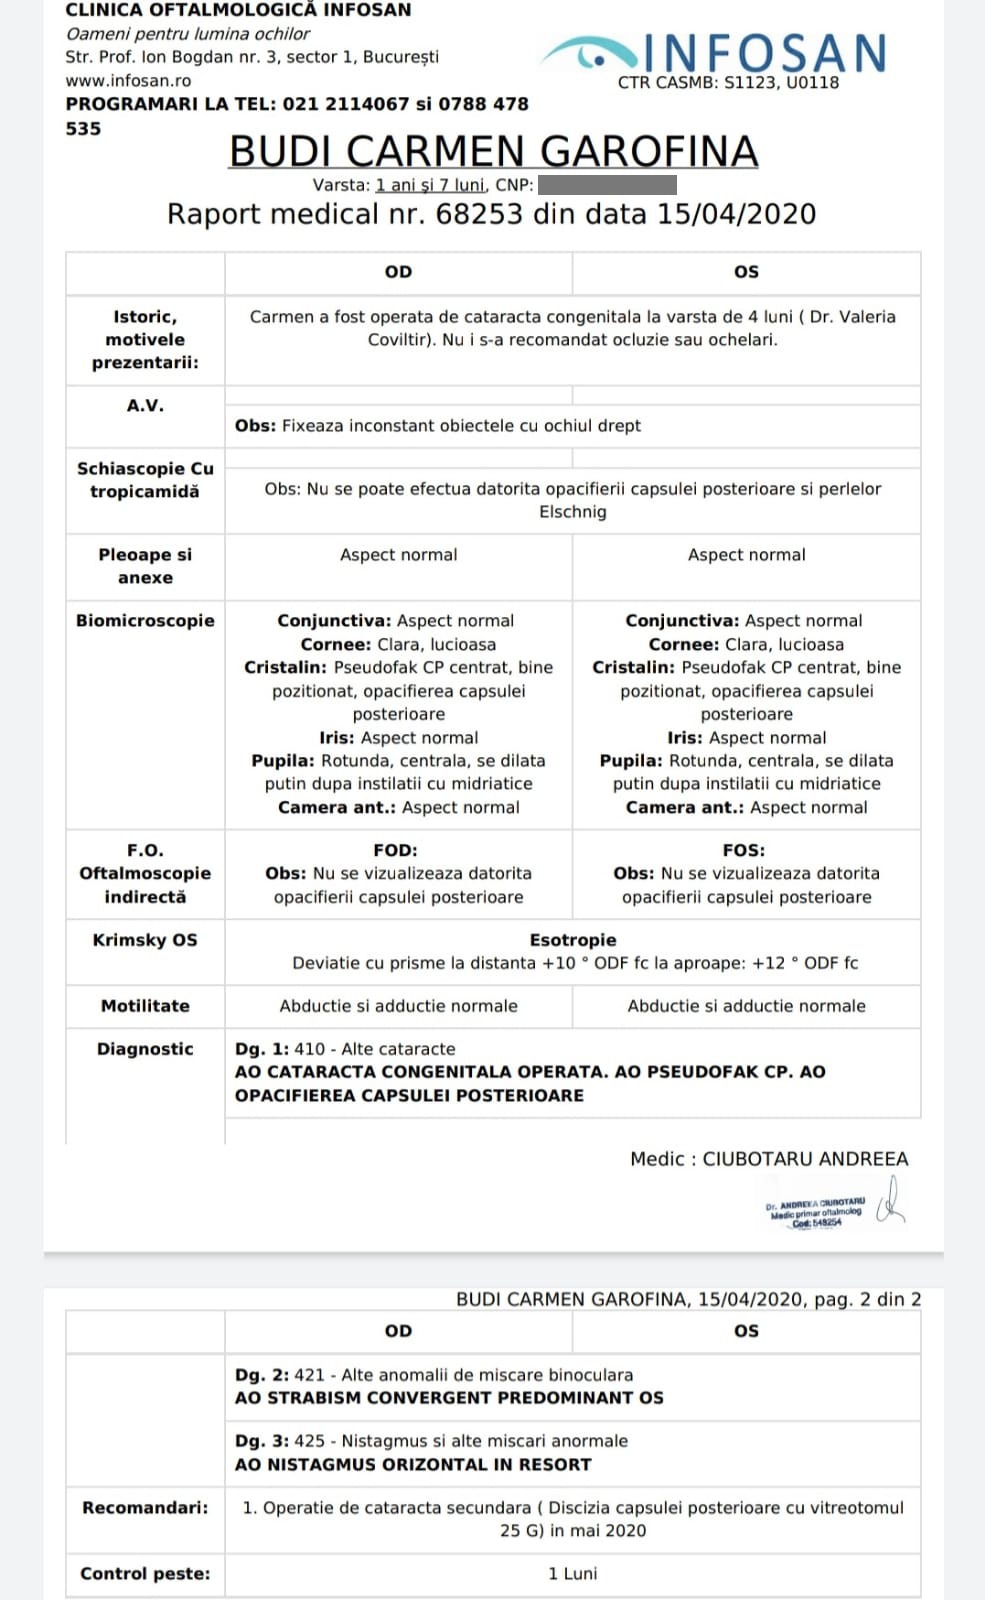 CLINICA OFTALMOLOGICĂ INFOSAN
Oameni pentru lumina ochilor
Str. Prof. Ion Bogdan nr. 3, sector 1, București
www.infosan.ro
PROGRAMARI LA TEL: 021 2114067 si 0788 478
535
INFOSAN
CTR CASMB: S1123, U0118
BUDI CARMEN GAROFINA
Varsta: 1 ani şi 7 luni, CNP:
Raport medical nr. 68253 din data 15/04/2020
OD OS
Istoric,
motivele
prezentarii:
Carmen a fost operata de cataracta congenitala la varsta de 4 luni ( Dr. Valeria
Coviltir). Nu i s-a recomandat ocluzie sau ochelari.
A.V.
Obs: Fixeaza inconstant obiectele cu ochiul drept
Schiascopie Cu
tropicamidă
Obs: Nu se poate efectua datorita opacifierii capsulei posterioare si perlelor
Elschnig
Pleoape si
anexe
Aspect normal
Aspect normal
Biomicroscopie
Conjunctiva: Aspect normal
Cornee: Clara, lucioasa
Cristalin: Pseudofak CP centrat, bine
pozitionat, opacifierea capsulei
posterioare
Iris: Aspect normal
Pupila: Rotunda, centrala, se dilata
putin dupa instilatii cu midriatice
Camera ant.: Aspect normal
Conjunctiva: Aspect normal
Cornee: Clara, lucioasa
Cristalin: Pseudofak CP centrat, bine
pozitionat, opacifierea capsulei
posterioare
Iris: Aspect normal
Pupila: Rotunda, centrala, se dilata
putin dupa instilatii cu midriatice
Camera ant.: Aspect normal
F.O.
Oftalmoscopie
indirectă
FOD:
Obs: Nu se vizualizeaza datorita
opacifierii capsulei posterioare
FOS:
Obs: Nu se vizualizeaza datorita
opacifierii capsulei posterioare
Krimsky OS
Esotropie
Deviatie cu prisme la distanta +10 ° ODF fc la aproape: +12 ° ODF fc
Motilitate
Abductie si adductie normale
Abductie si adductie normale
Diagnostic
Dg. 1: 410 - Alte cataracte
AO CATARACTA CONGENITALA OPERATA. AO PSEUDOFAK CP. AO
OPACIFIEREA CAPSULEI POSTERIOARE
Medic : CIUBOTARU ANDREEA
Dr. ANDREEA CIUBOTARU
Medic primar oftalmolog
Cod: 548254
BUDI CARMEN GAROFINA, 15/04/2020, pag. 2 din 2
OD OS
Dg. 2: 421 - Alte anomalii de miscare binoculara
AO STRABISM CONVERGENT PREDOMINANT OS
Dg. 3: 425 - Nistagmus si alte miscari anormale
AO NISTAGMUS ORIZONTAL IN RESORT
Recomandari:
1. Operatie de cataracta secundara ( Discizia capsulei posterioare cu vitreotomul
25 G) in mai 2020
Control peste:
1 Luni